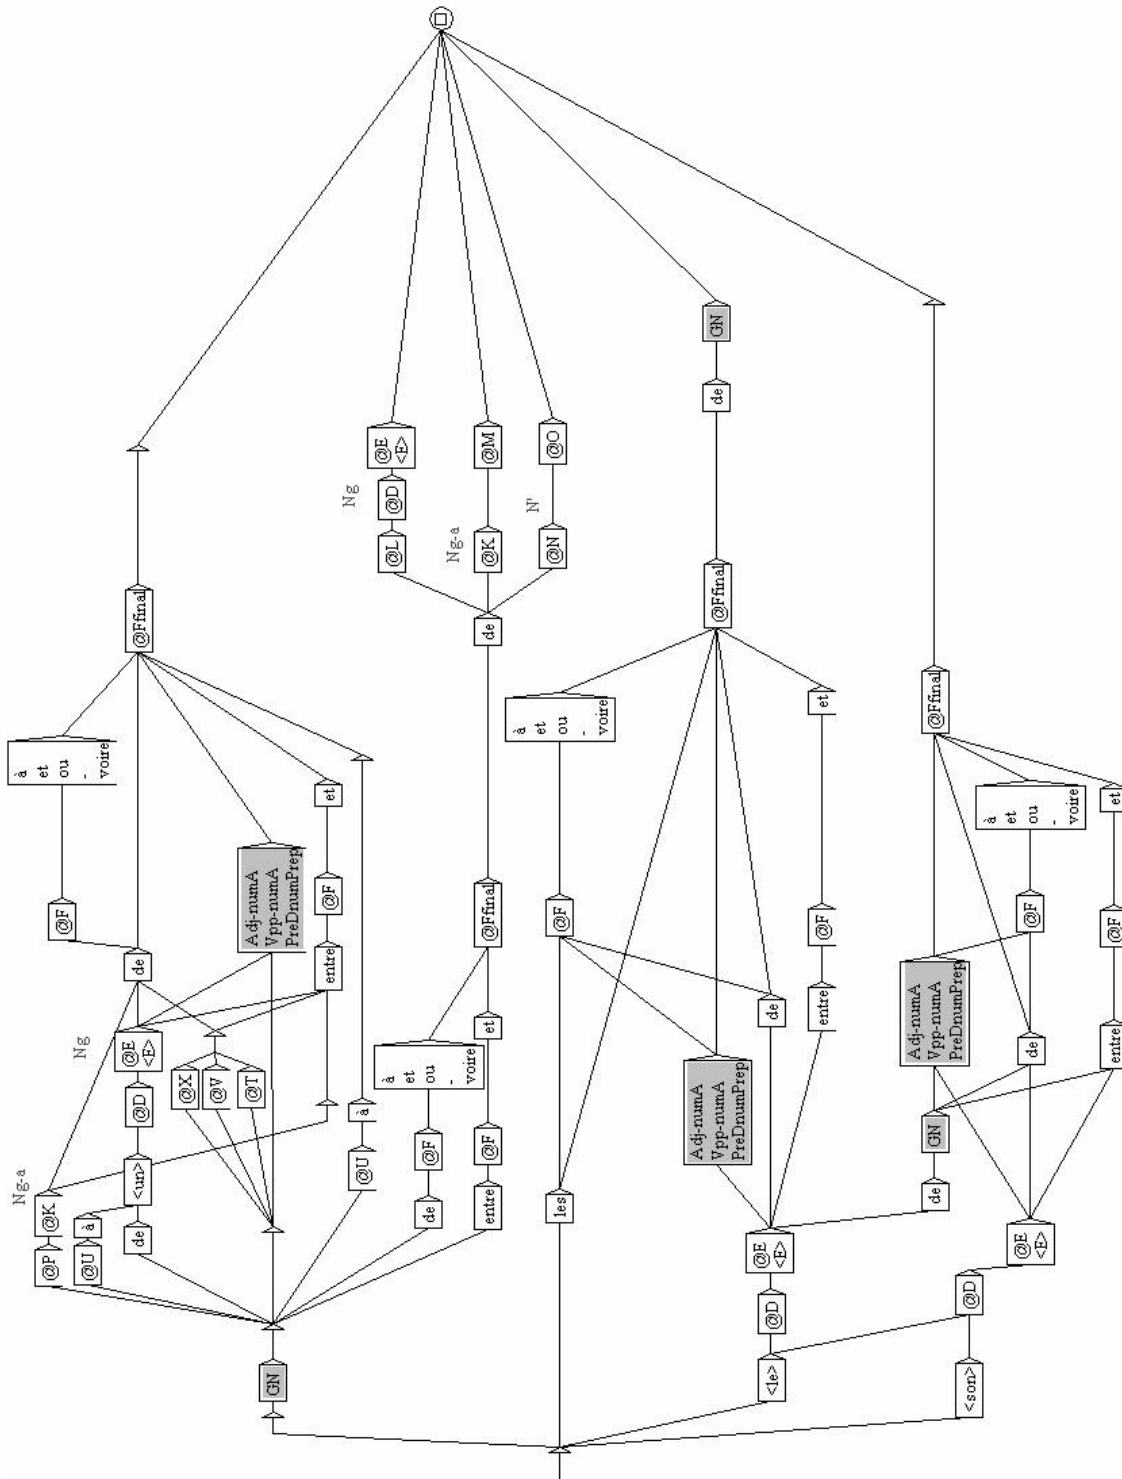 Ng-a
@P
@K
@F
à
et
ou
-
voire
@U
à
Ng
de
<un>
@D
@E
<E>
de
@Ffinal
@X
@V
@T
GN
Adj-numA
Vpp-numA
PreDnumPrep
entre
@F
et
@U
à
Ng
@L
@D
@E
<E>
de
@F
à
et
ou
-
voire
Ng-a
@K
@M
entre
@F
et
@Ffinal
de
N'
@N
@O
les
@F
à
et
ou
-
voire
Adj-numA
Vpp-numA
PreDnumPrep
@Ffinal
de
GN
<le>
@D
@E
<E>
de
entre
@F
et
de
GN
Adj-numA
Vpp-numA
PreDnumPrep
@Ffinal
<son>
@D
@E
<E>
de
@F
à
et
ou
-
voire
entre
@F
et